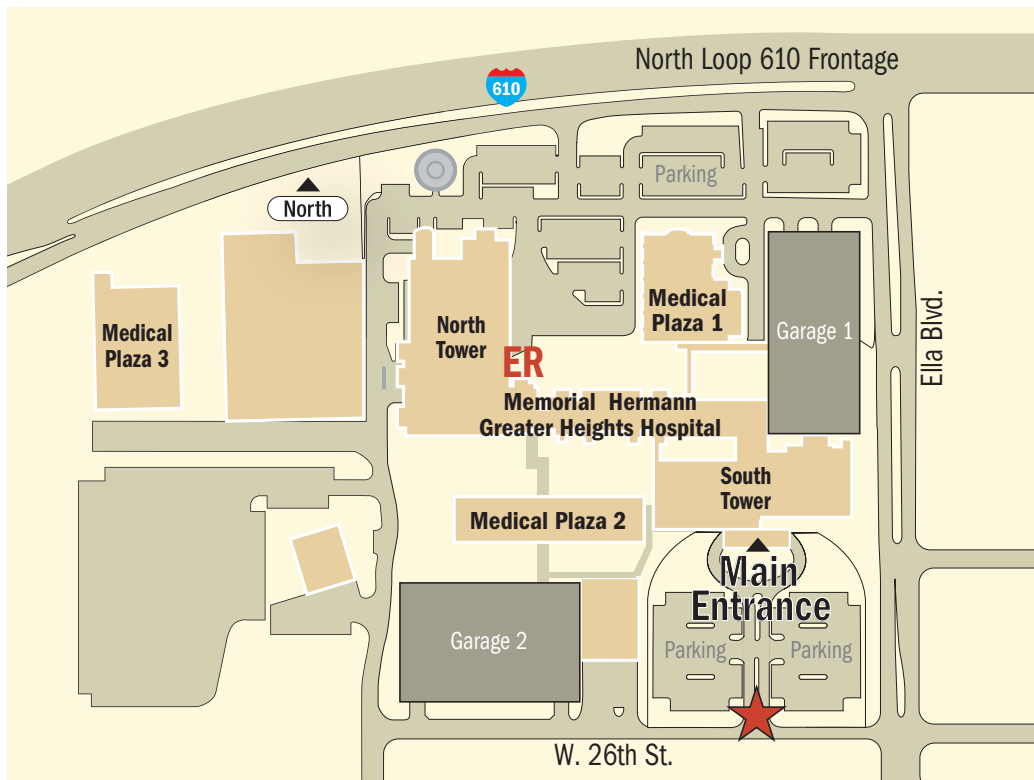 North Loop 610 Frontage
610
Parking
North
Medical
Plaza 3
North
Tower
Medical
Plaza 1
Garage 1
Ella Blvd.
ER
Memorial Hermann
Greater Heights Hospital
South
Tower
Medical Plaza 2
Main
Entrance
Garage 2
Parking
Parking
W. 26th St.